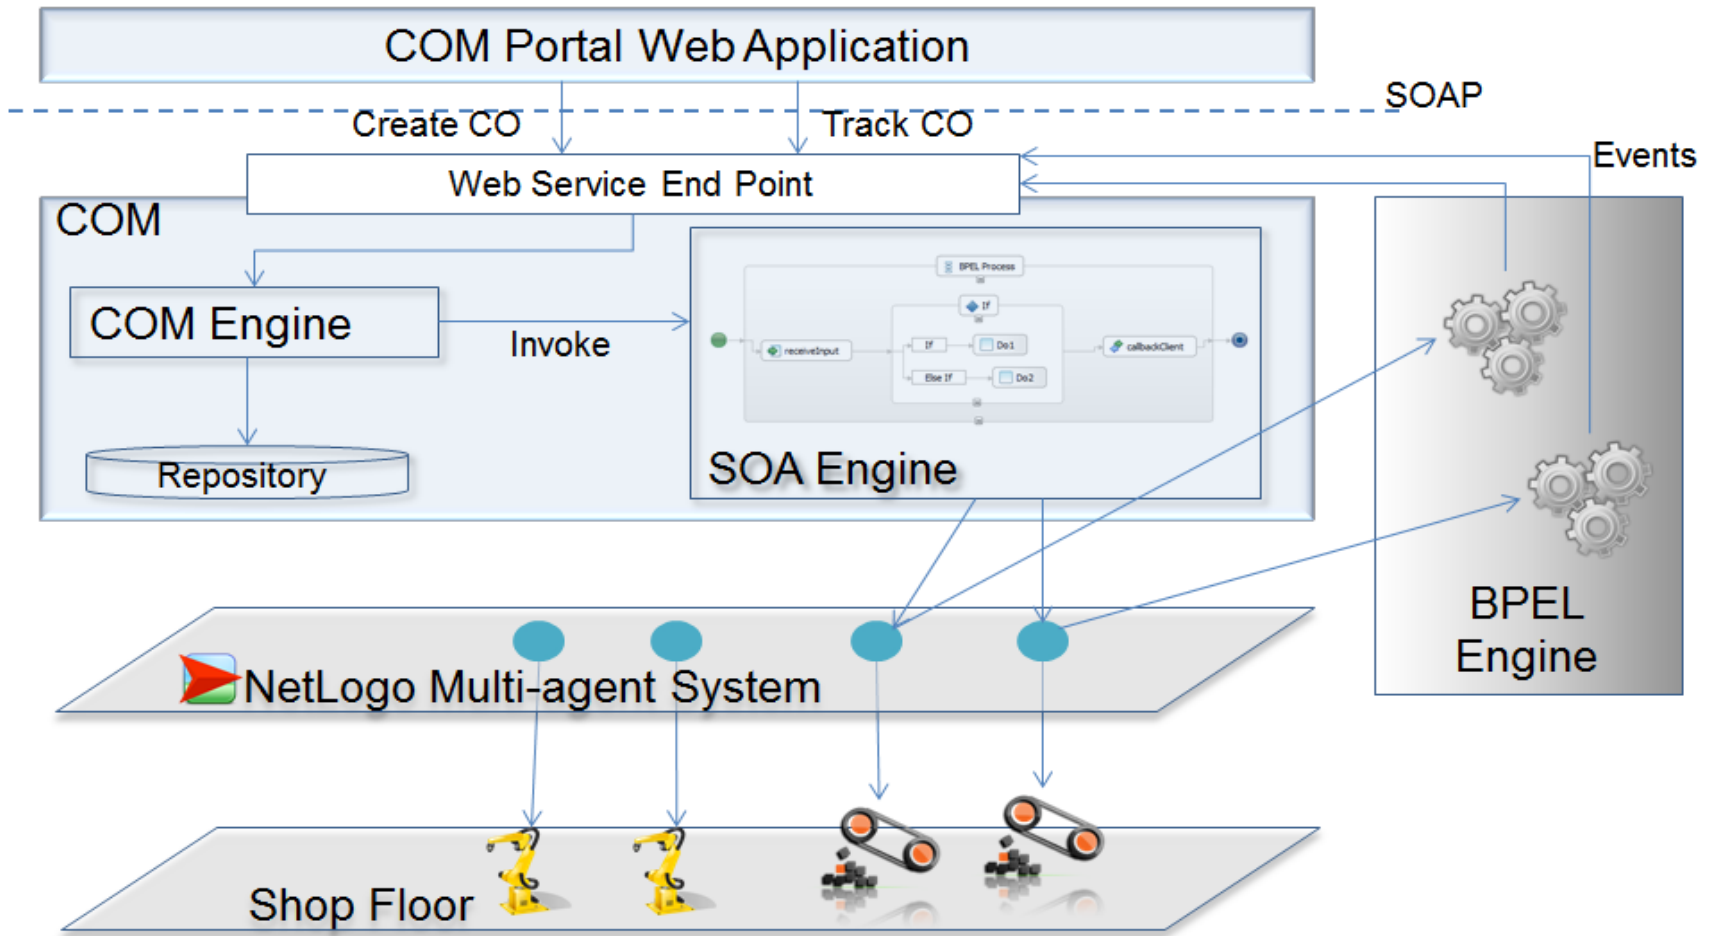 COM Portal Web Application
SOAP
Create CO
Track CO
Events
Web Service End Point
COM
BPEL Process
If
COM Engine
Invoke
receiveInput
If
Do1
callbackClient
Else If
Do2
Repository
SOA Engine
BPEL
Engine
NetLogo Multi-agent System
Shop Floor